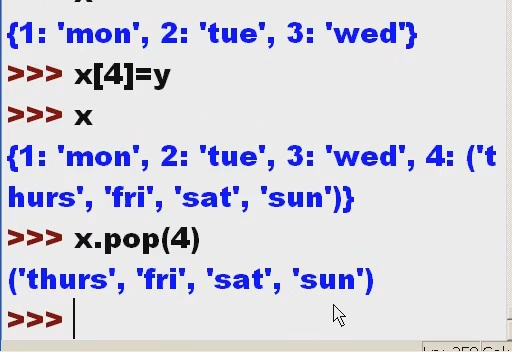 {1: 'mon', 2: 'tue', 3: 'wed'}
>>> x[4]=y
>>> x
{1: 'mon', 2: 'tue', 3: 'wed', 4: ('t
hurs', 'fri', 'sat', 'sun')}
>>> x.pop(4)
('thurs', 'fri', 'sat', 'sun')
>>>